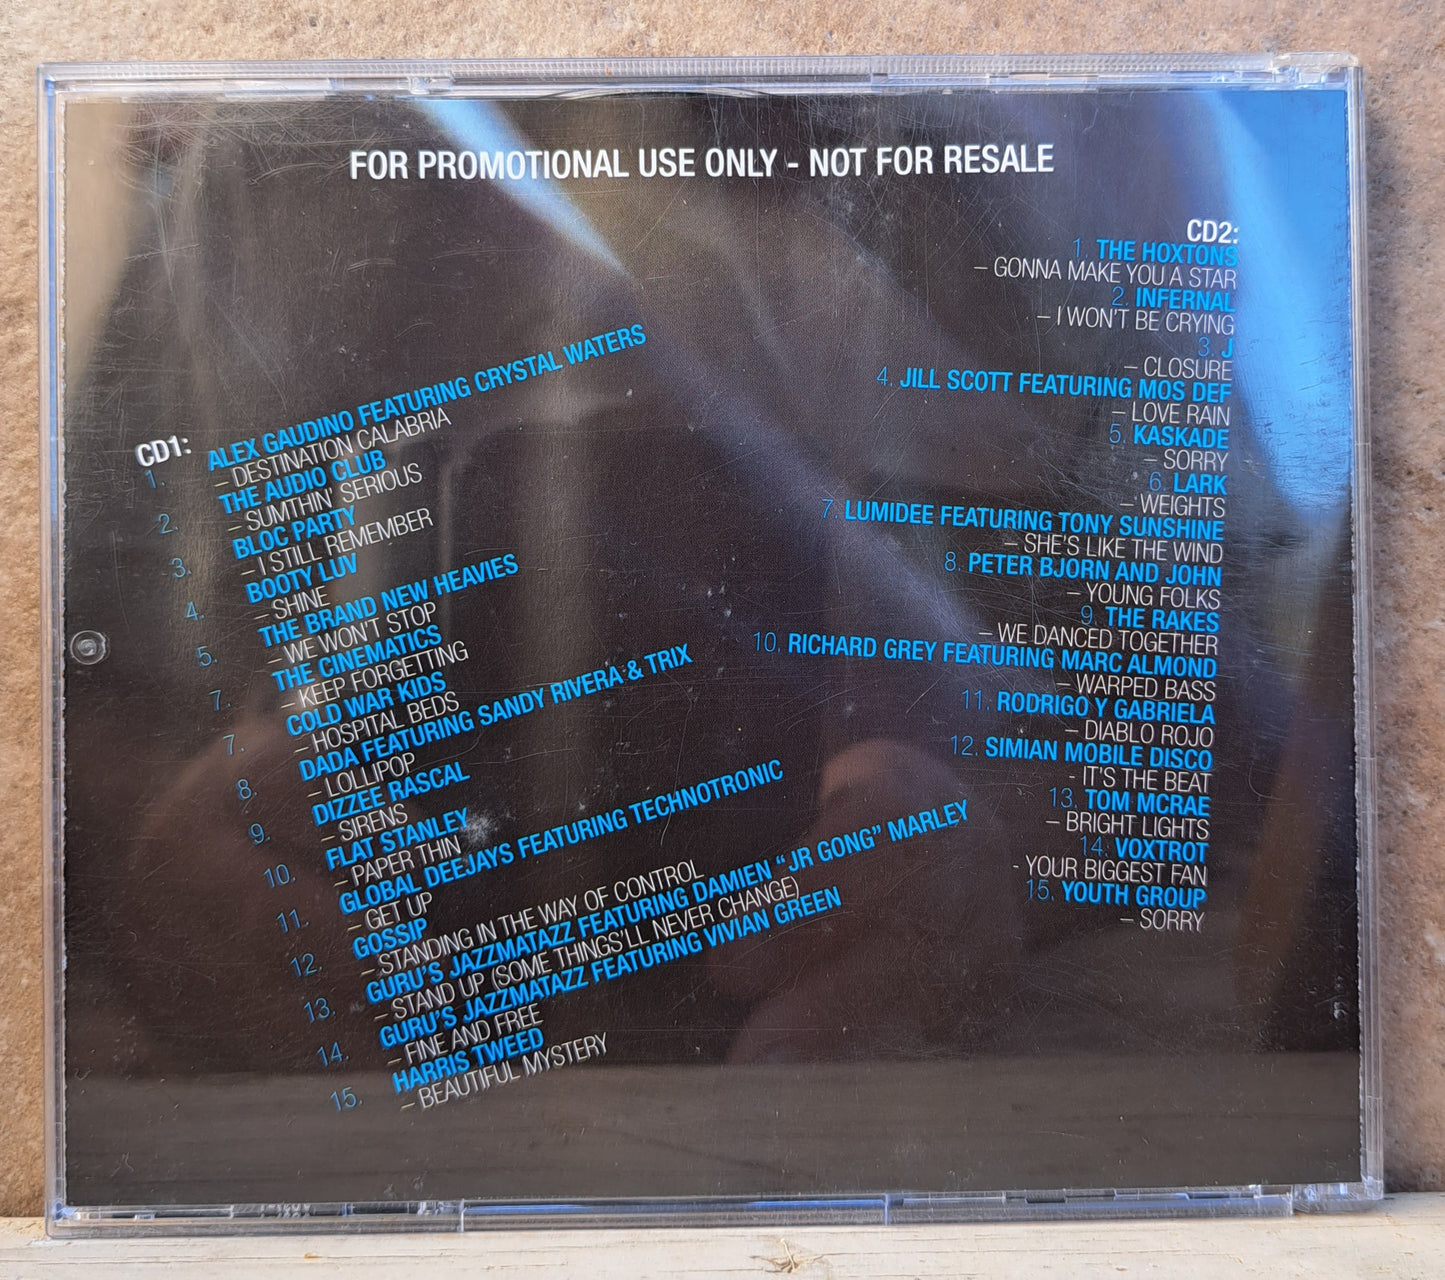 FOR PROMOTIONAL USE ONLY - NOT FOR RESALE
CD1:
1. ALEX GAUDINO FEATURING CRYSTAL WATERS
– DESTINATION CALABRIA
2. THE AUDIO CLUB
– SUMTHIN' SERIOUS
3. BLOC PARTY
– I STILL REMEMBER
4. BOOTY LUV
– SHINE
5. THE BRAND NEW HEAVIES
– WE WON'T STOP
7. THE CINEMATICS
– KEEP FORGETTING
7. COLD WAR KIDS
– HOSPITAL BEDS
8. DADA FEATURING SANDY RIVERA & TRIX
– LOLLIPOP
9. DIZZEE RASCAL
– SIRENS
10. FLAT STANLEY
– PAPER THIN
11. GLOBAL DEEJAYS FEATURING TECHNOTRONIC
– GET UP
12. GOSSIP
– STANDING IN THE WAY OF CONTROL
13. GURU'S JAZZMATAZZ FEATURING DAMIEN "JR GONG" MARLEY
– STAND UP (SOME THINGS'LL NEVER CHANGE)
14. GURU'S JAZZMATAZZ FEATURING VIVIAN GREEN
– FINE AND FREE
15. HARRIS TWEED
– BEAUTIFUL MYSTERY
CD2:
1. THE HOXTONS
– GONNA MAKE YOU A STAR
2. INFERNAL
– I WON'T BE CRYING
3. J
– CLOSURE
4. JILL SCOTT FEATURING MOS DEF
– LOVE RAIN
5. KASKADE
– SORRY
6. LARK
– WEIGHTS
7. LUMIDEE FEATURING TONY SUNSHINE
– SHE'S LIKE THE WIND
8. PETER BJORN AND JOHN
– YOUNG FOLKS
9. THE RAKES
– WE DANCED TOGETHER
10. RICHARD GREY FEATURING MARC ALMOND
– WARPED BASS
11. RODRIGO Y GABRIELA
– DIABLO ROJO
12. SIMIAN MOBILE DISCO
- IT'S THE BEAT
13. TOM MCRAE
– BRIGHT LIGHTS
14. VOXTROT
- YOUR BIGGEST FAN
15. YOUTH GROUP
– SORRY